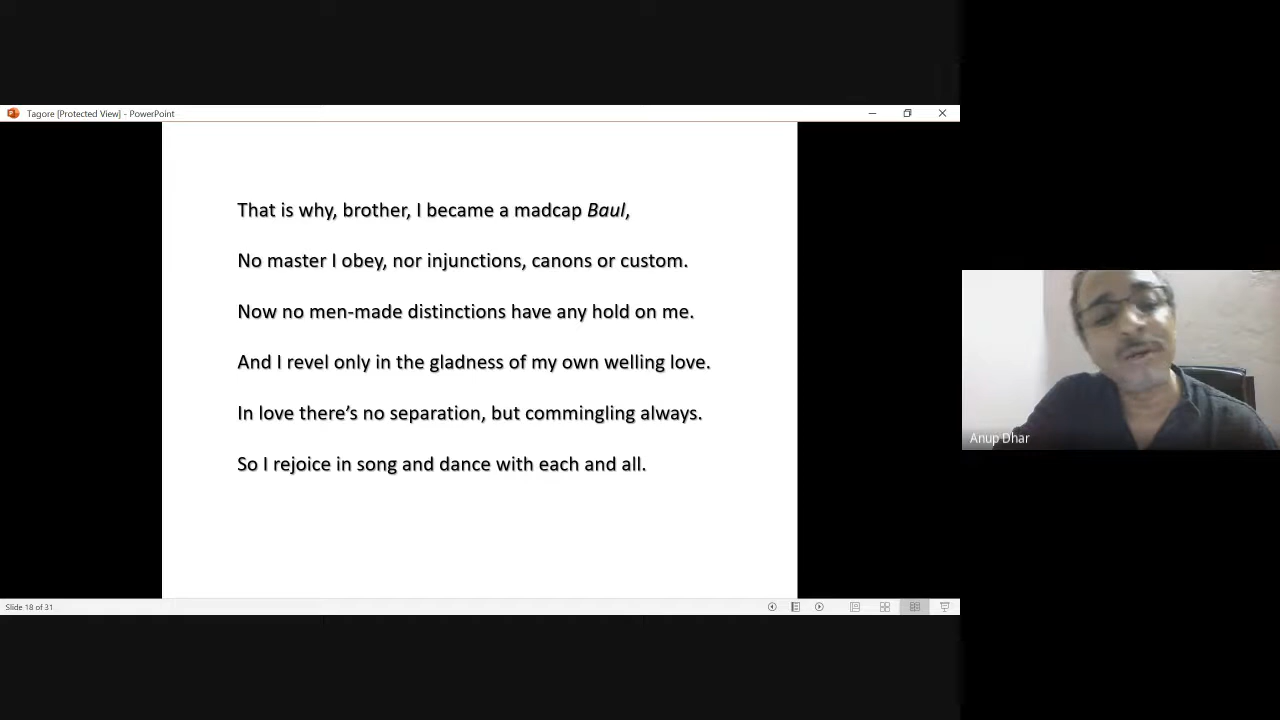 Tagore [Protected View] - PowerPoint
That is why, brother, I became a madcap Baul,
No master I obey, nor injunctions, canons or custom.
Now no men-made distinctions have any hold on me.
And I revel only in the gladness of my own welling love.
In love there’s no separation, but commingling always.
So I rejoice in song and dance with each and all.
Anup Dhar
Slide 18 of 31